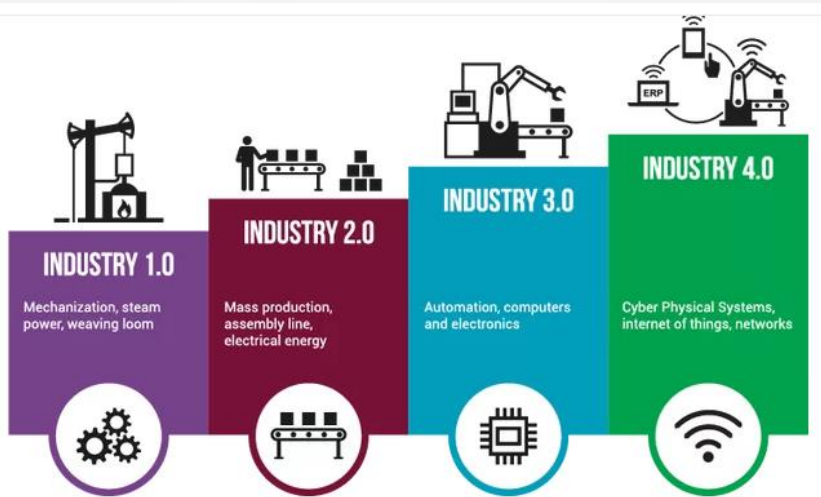 INDUSTRY 1.0
Mechanization, steam
power, weaving loom
INDUSTRY 2.0
Mass production,
assembly line,
electrical energy
INDUSTRY 3.0
Automation, computers
and electronics
ERP
INDUSTRY 4.0
Cyber Physical Systems,
internet of things, networks